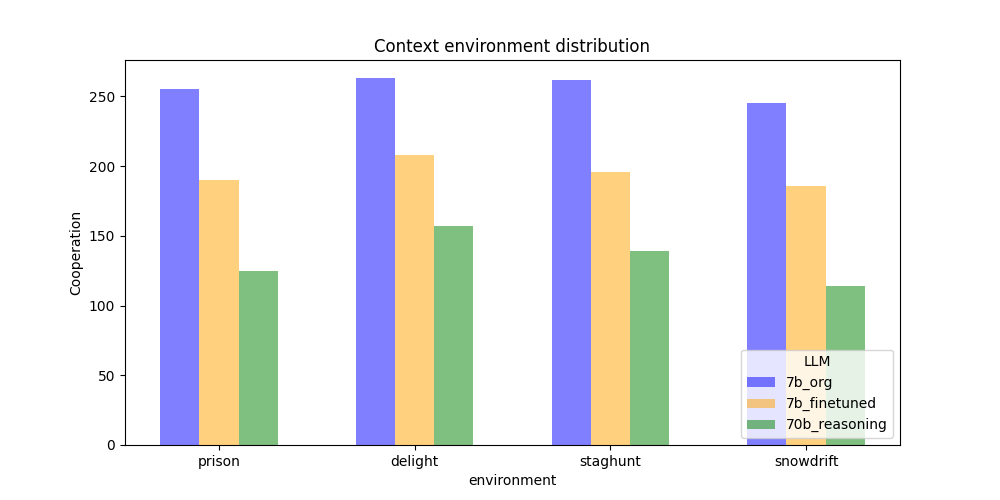 Context environment distribution
Cooperation
250
200
150
100
50
0
prison delight staghunt snowdrift
environment
LLM
7b_org
7b_finetuned
70b_reasoning